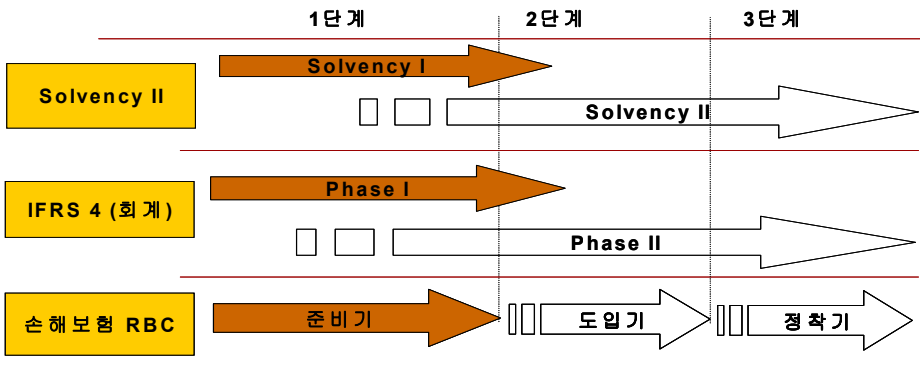 1단계 2단계 3단계
Solvency II
Solvency I
Solvency II
IFRS 4 (회계)
Phase I
Phase II
손해보험 RBC
준비기 도입기 정착기